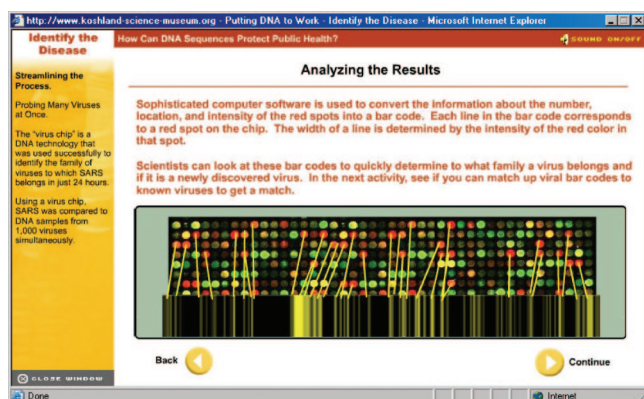 http://www.koshland-science-museum.org - Putting DNA to Work - Identify the Disease - Microsoft Internet Explorer
Identify the
Disease
How Can DNA Sequences Protect Public Health?
SOUND ON/OFF
Streamlining the
Process.
Probing Many Viruses
at Once.
The "virus chip" is a
DNA technology that
was used successfully to
identify the family of
viruses to which SARS
belongs in just 24 hours.
Using a virus chip,
SARS was compared to
DNA samples from
1,000 viruses
simultaneously.
Analyzing the Results
Sophisticated computer software is used to convert the information about the number,
location, and intensity of the red spots into a bar code. Each line in the bar code corresponds
to a red spot on the chip. The width of a line is determined by the intensity of the red color in
that spot.
Scientists can look at these bar codes to quickly determine to what family a virus belongs and
if it is a newly discovered virus. In the next activity, see if you can match up viral bar codes to
known viruses to get a match.
Back
Continue
CLOSE WINDOW
Done
Internet